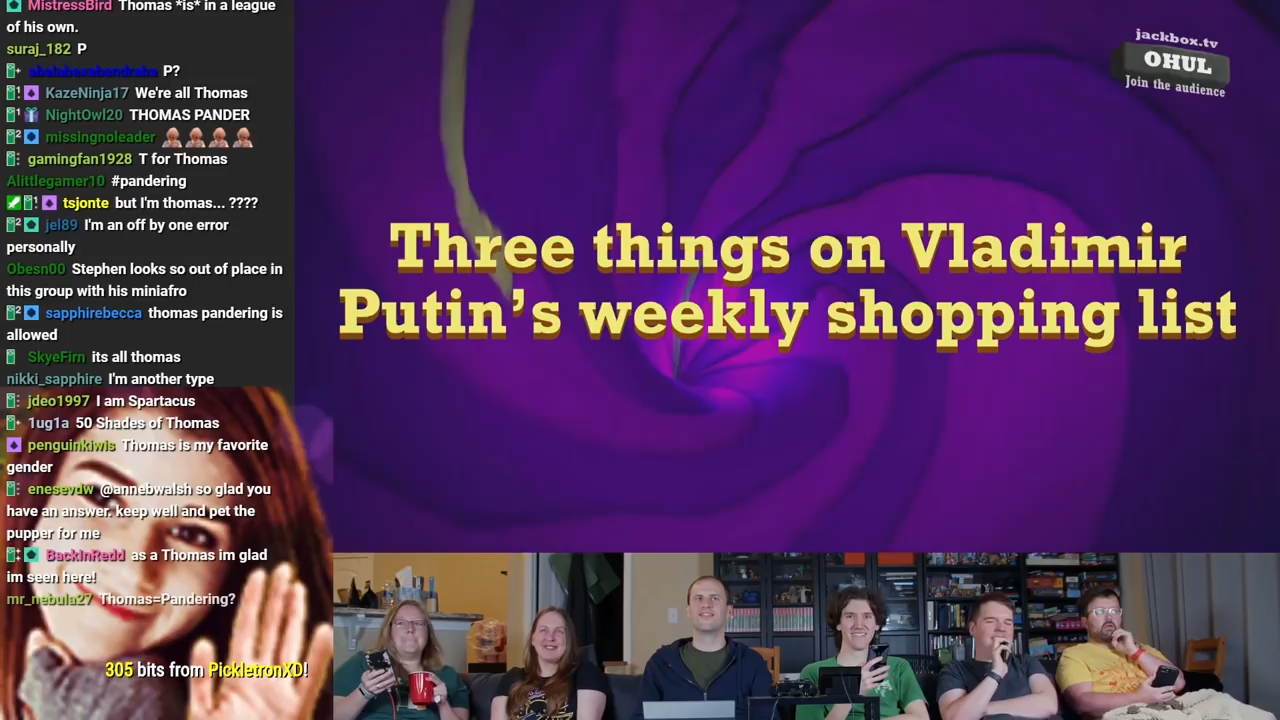 MistressBird Thomas *is* in a league
of his own.
suraj_182 P
abalabaxabandraba P?
KazeNinja17 We're all Thomas
NightOwl20 THOMAS PANDER
missingnoleader
gamingfan1928 T for Thomas
Alittlegamer10 #pandering
tsjonte but I'm thomas... ????
jel89 I'm an off by one error
personally
Obesn00 Stephen looks so out of place in
this group with his miniafro
sapphirebecca thomas pandering is
allowed
SkyeFirn its all thomas
nikki_sapphire I'm another type
jdeo1997 I am Spartacus
1ug1a 50 Shades of Thomas
penguinkiwis Thomas is my favorite
gender
enesevdw @annebwalsh so glad you
have an answer. keep well and pet the
pupper for me
BackInRedd as a Thomas im glad
im seen here!
mr_nebula27 Thomas=Pandering?
305 bits from PickletronXD!
jackbox.tv
OHUL
Join the audience
Three things on Vladimir
Putin's weekly shopping list